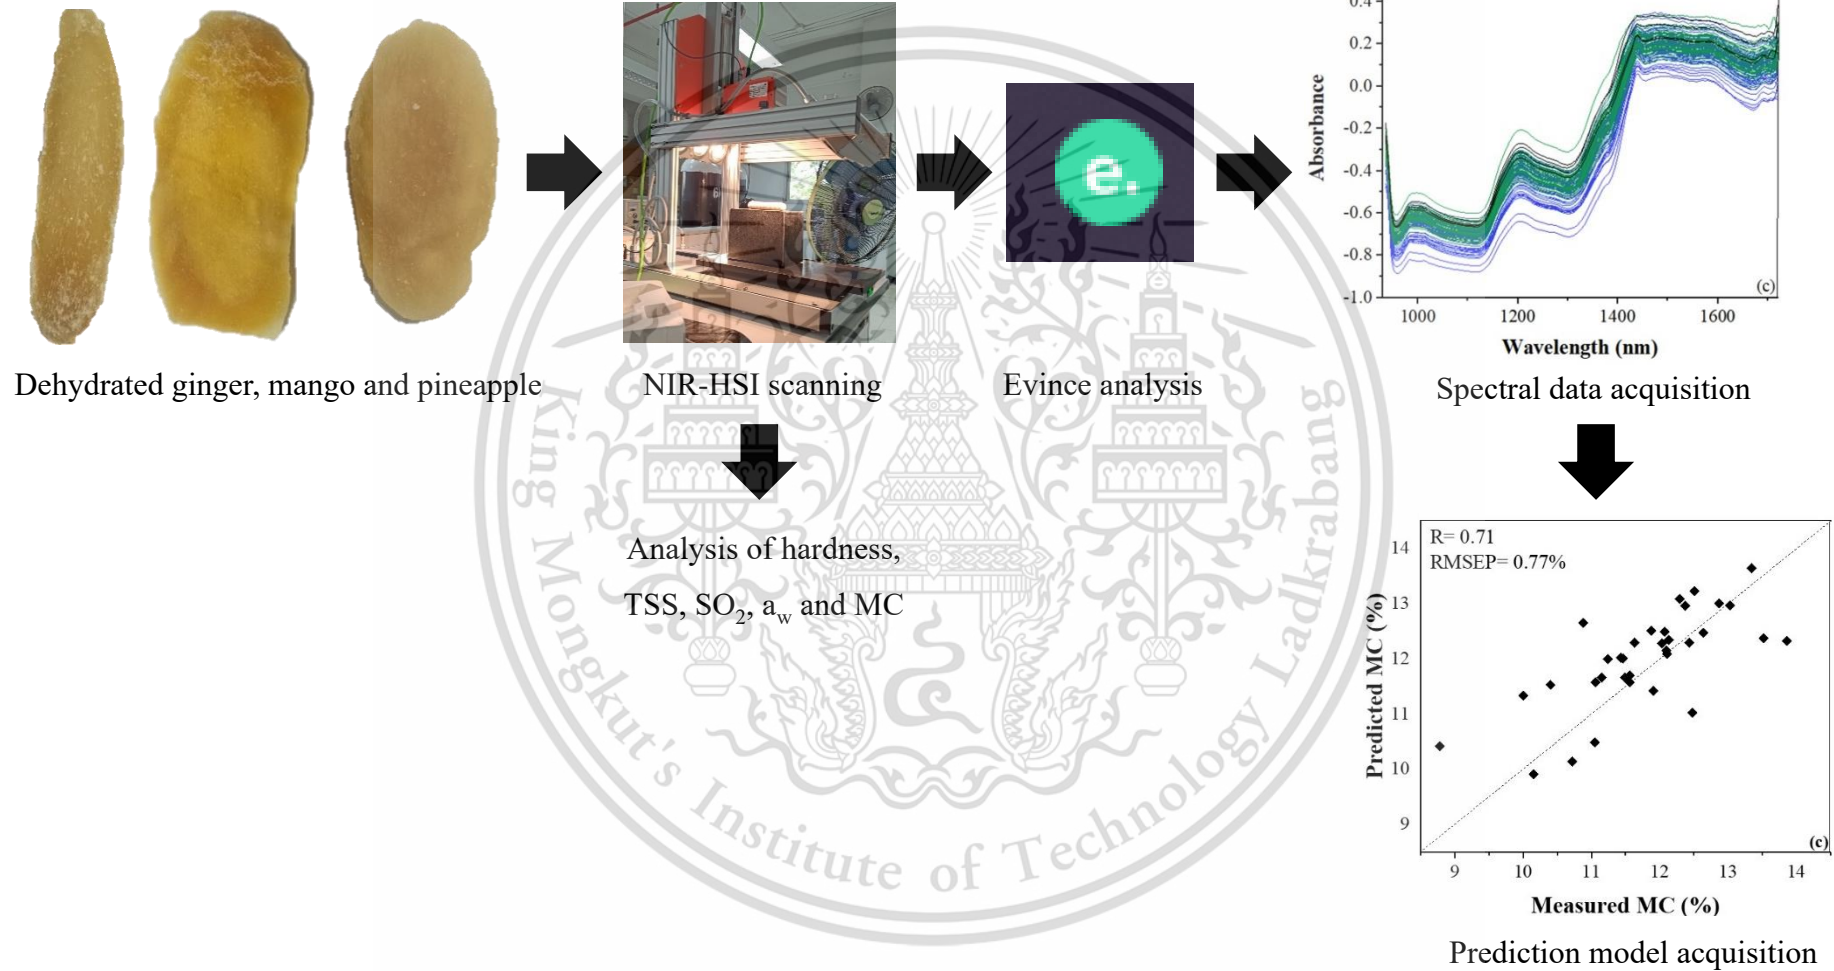 e.
0.4
0.2
0.0
-0.2
-0.4
-0.6
-0.8
-1.0
Absorbance
(c)
1000 1200 1400 1600
Wavelength (nm)
Dehydrated ginger, mango and pineapple
NIR-HSI scanning
Evince analysis
Spectral data acquisition
Analysis of hardness,
TSS, SO2, aw and MC
R= 0.71
RMSEP= 0.77%
14
13
12
11
10
9
Predicted MC (%)
(c)
9 10 11 12 13 14
Measured MC (%)
Prediction model acquisition
King Mongkut's Institute of Technology Ladkrabang